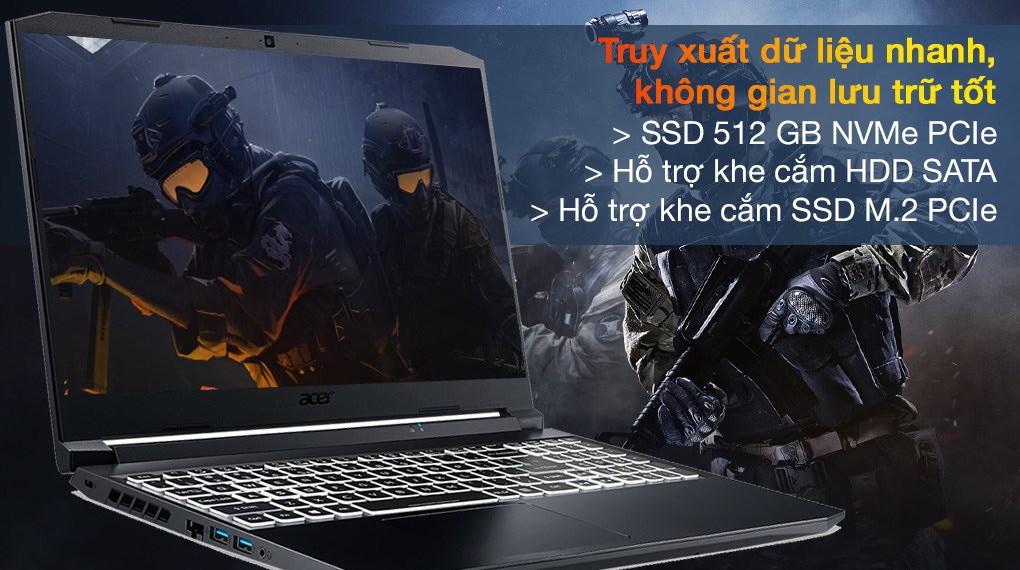 Truy xuất dữ liệu nhanh,
không gian lưu trữ tốt
> SSD 512 GB NVMe PCIe
> Hỗ trợ khe cắm HDD SATA
> Hỗ trợ khe cắm SSD M.2 PCIe
acer